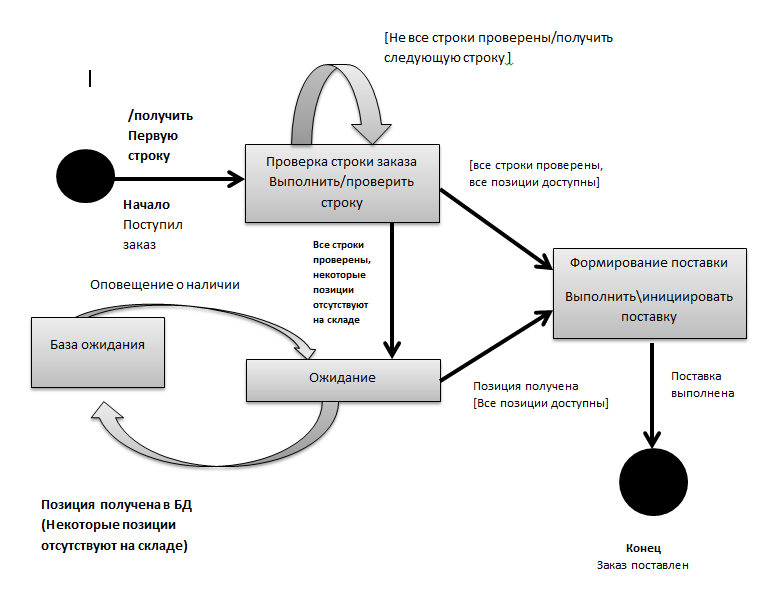 [Не все строки проверены/получить
следующую строку]
/получить
Первую
строку
Проверка строки заказа
Выполнить/проверить
строку
[все строки проверены,
все позиции доступны]
Начало
Поступил
заказ
Все строки
проверены,
некоторые
позиции
отсутствуют
на складе
Формирование поставки
Выполнить\инициировать
поставку
Оповещение о наличии
База ожидания
Ожидание
Позиция получена
[Все позиции доступны]
Поставка
выполнена
Позиция получена в БД
(Некоторые позиции
отсутствуют на складе)
Конец
Заказ поставлен